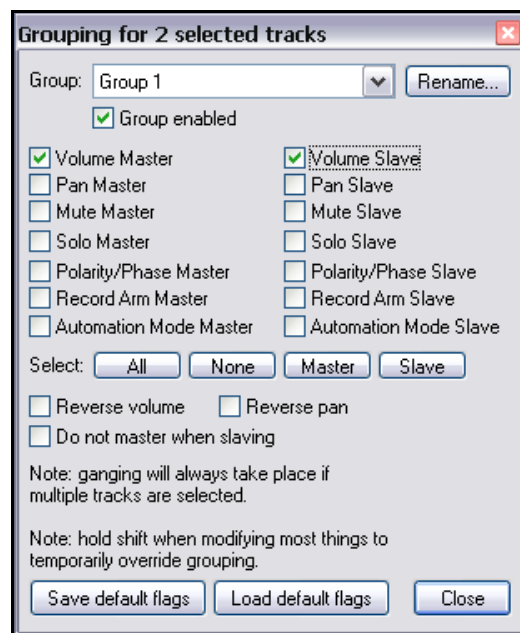 Grouping for 2 selected tracks
Group: Group 1 Rename...
Group enabled
Volume Master Volume Slave
Pan Master Pan Slave
Mute Master Mute Slave
Solo Master Solo Slave
Polarity/Phase Master Polarity/Phase Slave
Record Arm Master Record Arm Slave
Automation Mode Master Automation Mode Slave
Select: All None Master Slave
Reverse volume Reverse pan
Do not master when slaving
Note: ganging will always take place if
multiple tracks are selected.
Note: hold shift when modifying most things to
temporarily override grouping.
Save default flags Load default flags Close